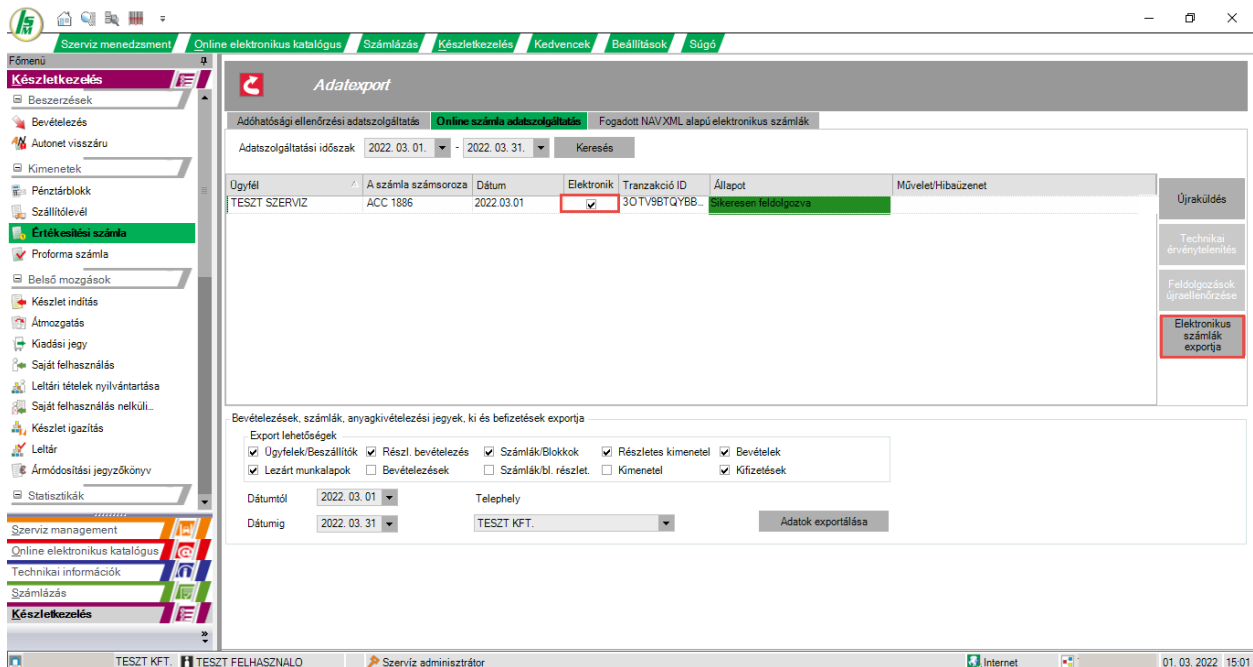 SM
Szerviz menedzsment Online elektronikus katalógus Számlázás Készletkezelés Kedvencek Beállítások Súgó
Főmenü
Készletkezelés
Beszerzések
Bevételezés
Autonet visszáru
Kimenetek
Pénztárblokk
Szállítólevél
Értékesítési számla
Proforma számla
Belső mozgások
Készlet indítás
Átmozgatás
Kiadási jegy
Saját felhasználás
Leltári tételek nyilvántartása
Saját felhasználás nelküli...
Készlet igazítás
Leltár
Ármódosítási jegyzőkönyv
Statisztikák
Szerviz management
Online elektronikus katalógus
Technikai információk
Számlázás
Készletkezelés
Adatexport
Adóhatósági ellenőrzési adatszolgáltatás Online számla adatszolgáltatás Fogadott NAV XML alapú elektronikus számlák
Adatszolgáltatási időszak 2022. 03. 01. - 2022. 03. 31. Keresés
Ügyfél A számla számsoroza Dátum Elektronik Tranzakció ID Állapot Művelet/Hibaüzenet
TESZT SZERVIZ ACC 1886 2022.03.01 3OTV9BTQYBB... Sikeresen feldolgozva
Újraküldés
Technikai
érvénytelenítés
Feldolgozások
újraellenőrzése
Elektronikus
számlák
exportja
Bevételezések, számlák, anyagkivételezési jegyek, ki és befizetések exportja
Export lehetőségek
Ügyfelek/Beszállítók Részl. bevételezés Számlák/Blokkok Részletes kimenetel Bevételek
Lezárt munkalapok Bevételezések Számlák/bl. részlet. Kimenetel Kifizetések
Dátumtól 2022. 03. 01 Telephely
Dátumig 2022. 03. 31 TESZT KFT. Adatok exportálása
TESZT KFT. TESZT FELHASZNALO Szervíz adminisztrátor Internet 01. 03. 2022 15:01